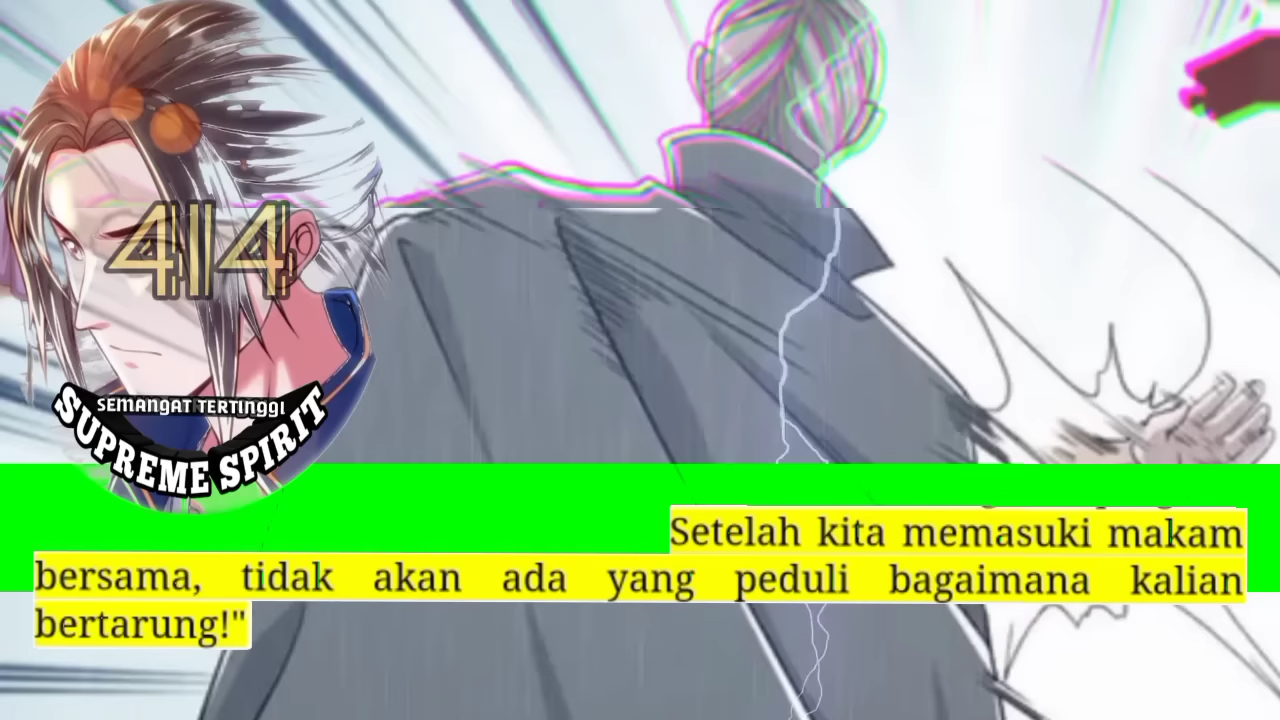 414
SEMANGAT TERTINGGI
SUPREME SPIRIT
Setelah kita memasuki makam
bersama, tidak akan ada yang peduli bagaimana kalian
bertarung!"